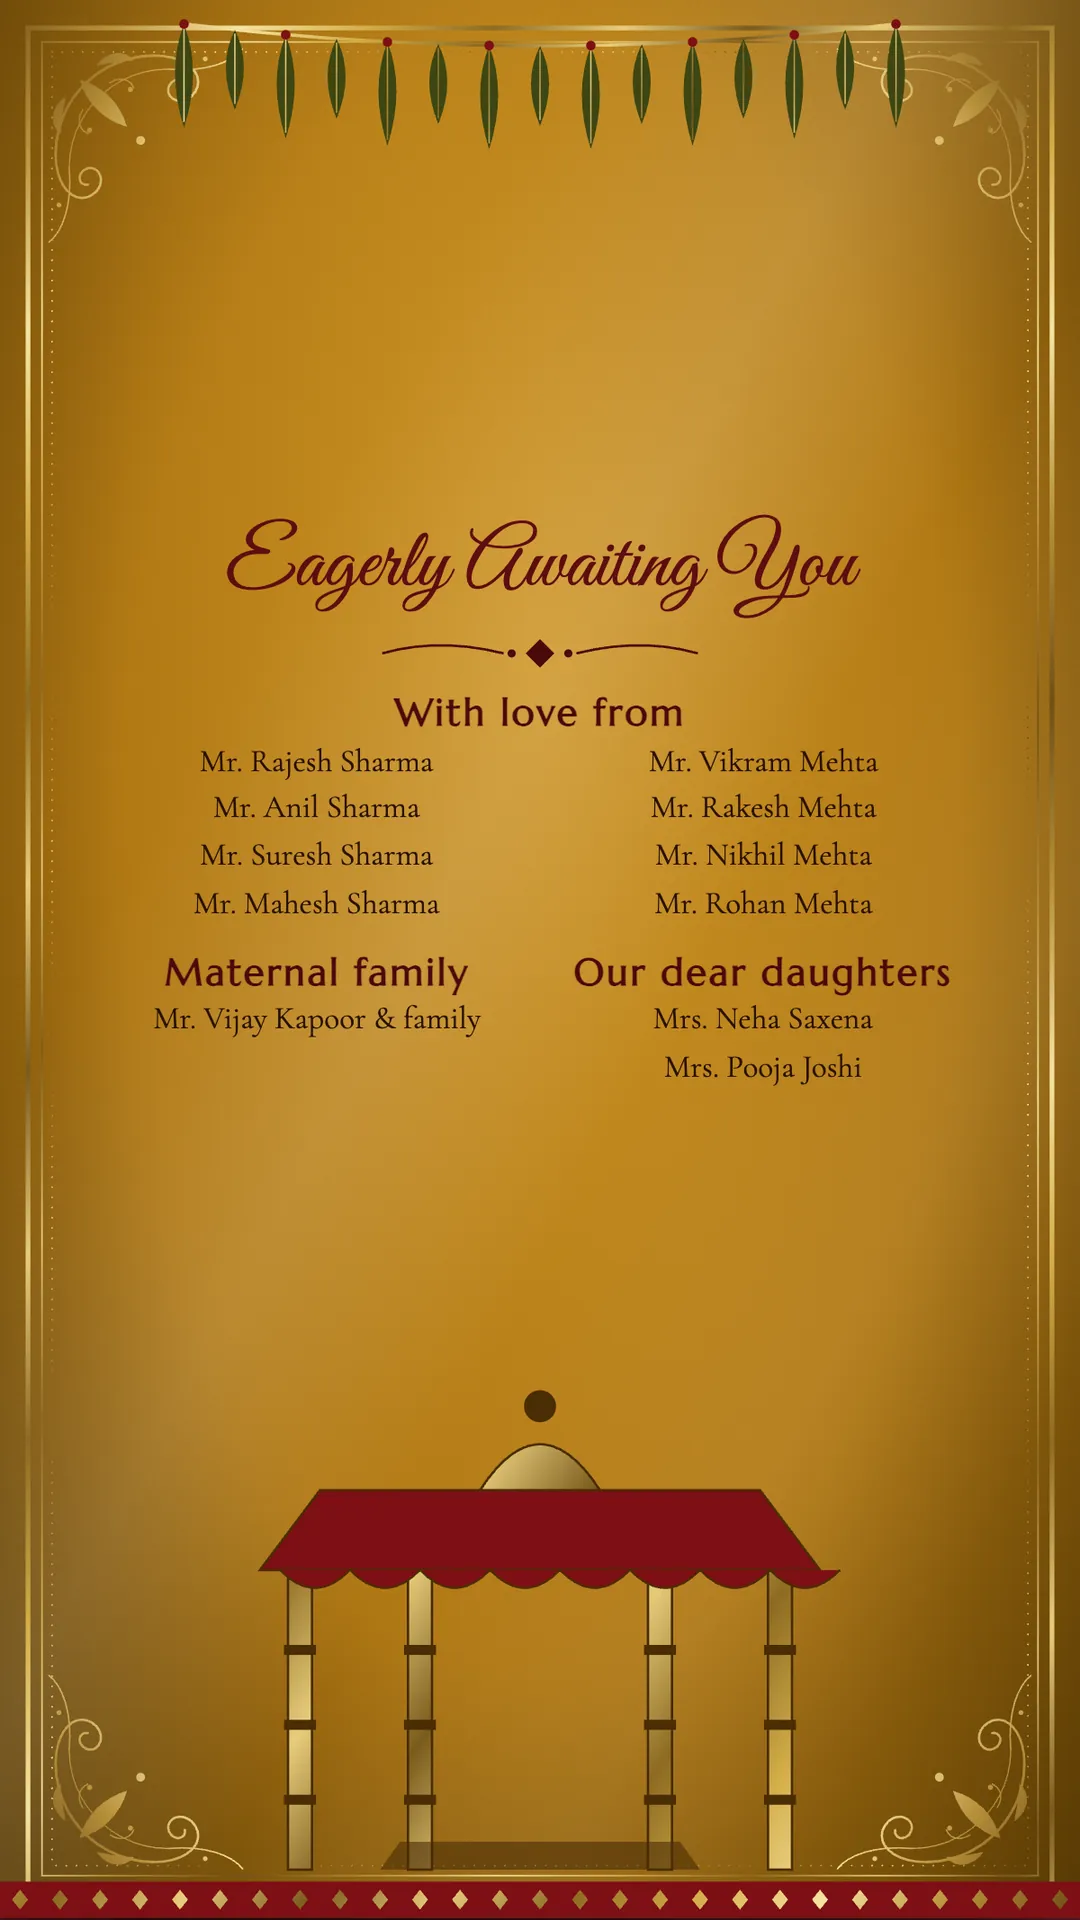 Eagerly Awaiting You
With love from
Mr. Rajesh Sharma
Mr. Anil Sharma
Mr. Suresh Sharma
Mr. Mahesh Sharma
Mr. Vikram Mehta
Mr. Rakesh Mehta
Mr. Nikhil Mehta
Mr. Rohan Mehta
Maternal family
Mr. Vijay Kapoor & family
Our dear daughters
Mrs. Neha Saxena
Mrs. Pooja Joshi